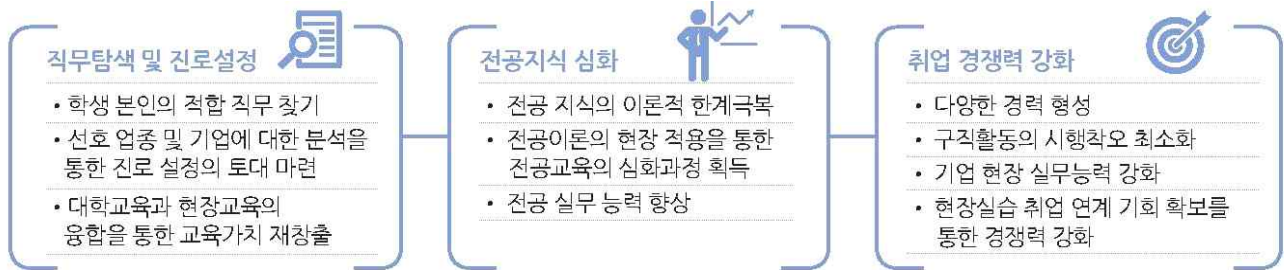 직무탐색 및 진로설정
• 학생 본인의 적합 직무 찾기
• 선호 업종 및 기업에 대한 분석을
통한 진로 설정의 토대 마련
• 대학교육과 현장교육의
융합을 통한 교육가치 재창출
전공지식 심화
• 전공 지식의 이론적 한계극복
• 전공이론의 현장 적용을 통한
전공교육의 심화과정 획득
• 전공 실무 능력 향상
취업 경쟁력 강화
• 다양한 경력 형성
• 구직활동의 시행착오 최소화
• 기업 현장 실무능력 강화
• 현장실습 취업 연계 기회 확보를
통한 경쟁력 강화